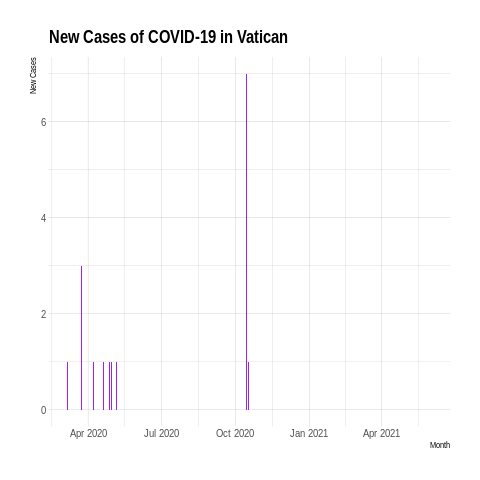 New Cases of COVID-19 in Vatican
New Cases
6
4
2
0
Apr 2020 Jul 2020 Oct 2020 Jan 2021 Apr 2021
Month